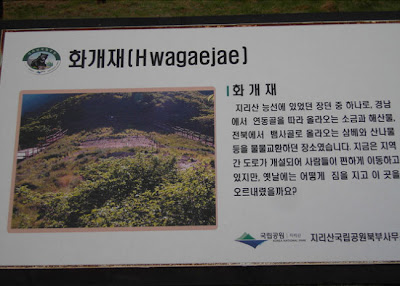 화개재(Hwagaejae)
화 개 재
지리산 능선에 있었던 장터 중 하나로, 경남
에서 연동골을 따라 올라오는 소금과 해산물,
전북에서 뱀사골로 올라오는 삼베와 산나물
등을 물물교환하던 장소였습니다. 지금은 지역
간 도로가 개설되어 사람들이 편하게 이동하고
있지만, 옛날에는 어떻게 짐을 지고 이 곳을
오르내렸을까요?
국립공원 지리산
KOREA NATIONAL PARK
지리산국립공원북부사무